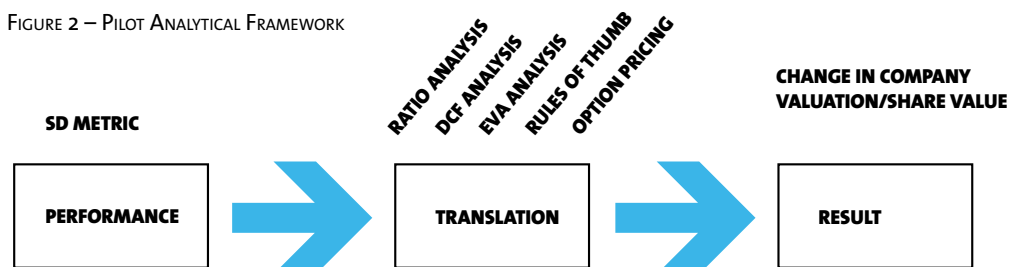 FIGURE 2 – PILOT ANALYTICAL FRAMEWORK
SD METRIC
PERFORMANCE
RATIO ANALYSIS
DCF ANALYSIS
EVA ANALYSIS
RULES OF THUMB
OPTION PRICING
TRANSLATION
CHANGE IN COMPANY
VALUATION/SHARE VALUE
RESULT